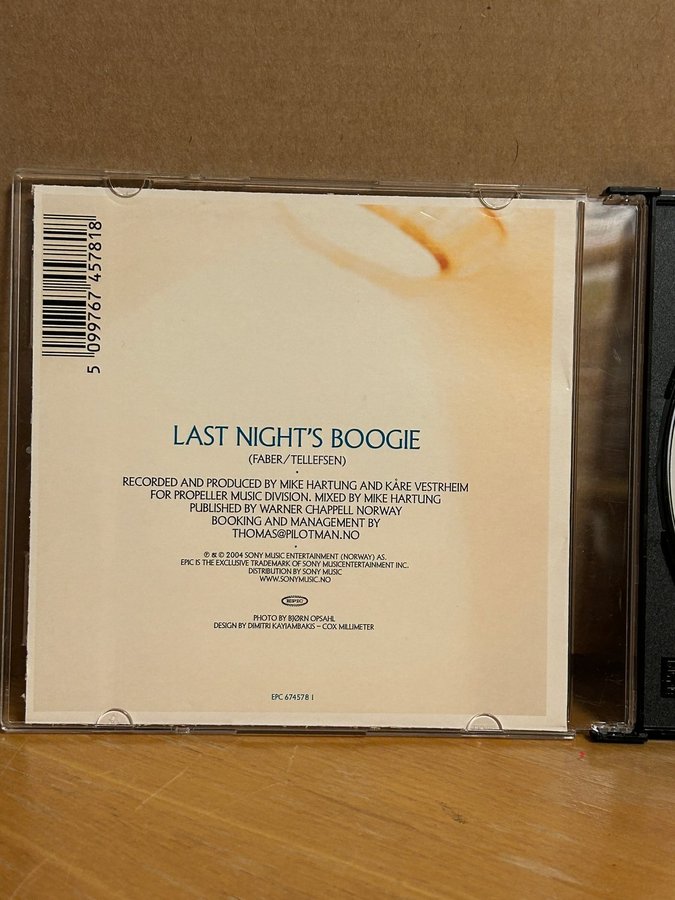 5 099767 457818
LAST NIGHT'S BOOGIE
(FABER/TELLEFSEN)
RECORDED AND PRODUCED BY MIKE HARTUNG AND KÅRE VESTRHEIM
FOR PROPELLER MUSIC DIVISION. MIXED BY MIKE HARTUNG
PUBLISHED BY WARNER CHAPPELL NORWAY
BOOKING AND MANAGEMENT BY
THOMAS@PILOTMAN.NO
℗ & © 2004 SONY MUSIC ENTERTAINMENT (NORWAY) AS.
EPIC IS THE EXCLUSIVE TRADEMARK OF SONY MUSICENTERTAINMENT INC.
DISTRIBUTION BY SONY MUSIC
WWW.SONYMUSIC.NO
EPIC
PHOTO BY BJØRN OPSAHL
DESIGN BY DIMITRI KAYIAMBAKIS – COX MILLIMETER
EPC 674578 1